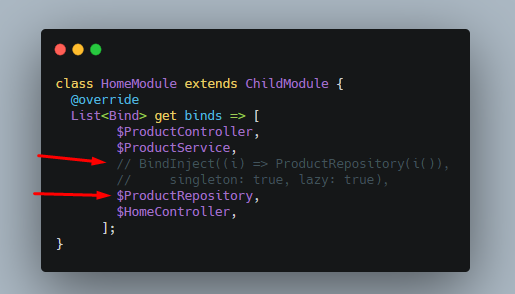 class HomeModule extends ChildModule {
@override
List<Bind> get binds => [
$ProductController,
$ProductService,
// BindInject((i) => ProductRepository(i()),
//     singleton: true, lazy: true),
$ProductRepository,
$HomeController,
];
}